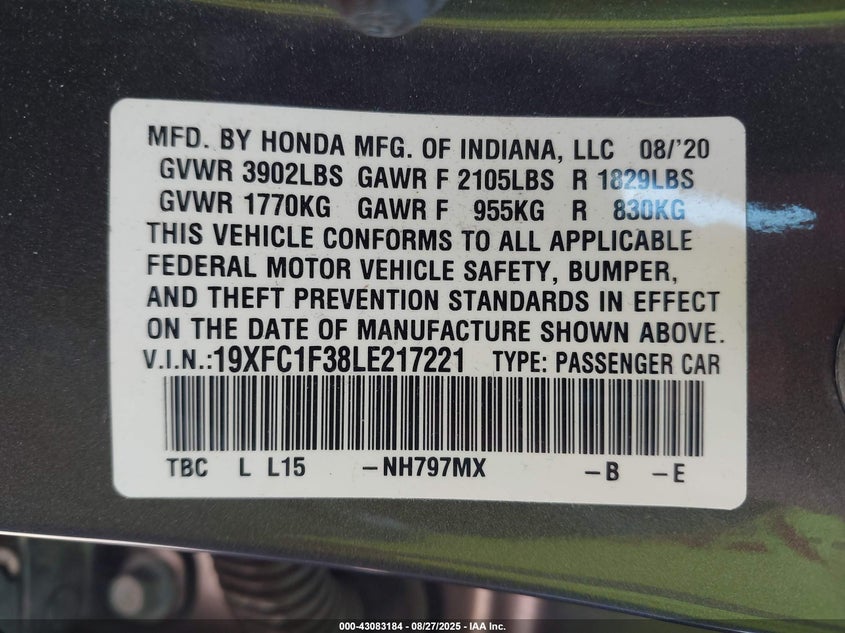 MFD. BY HONDA MFG. OF INDIANA, LLC 08/'20
GVWR 3902LBS GAWR F 2105LBS R 1829LBS
GVWR 1770KG GAWR F 955KG R 830KG
THIS VEHICLE CONFORMS TO ALL APPLICABLE
FEDERAL MOTOR VEHICLE SAFETY, BUMPER,
AND THEFT PREVENTION STANDARDS IN EFFECT
ON THE DATE OF MANUFACTURE SHOWN ABOVE.
V.I.N.:19XFC1F38LE217221 TYPE: PASSENGER CAR
TBC L L15 –NH797MX –B –E
000-43083184 - 08/27/2025 - IAA Inc.